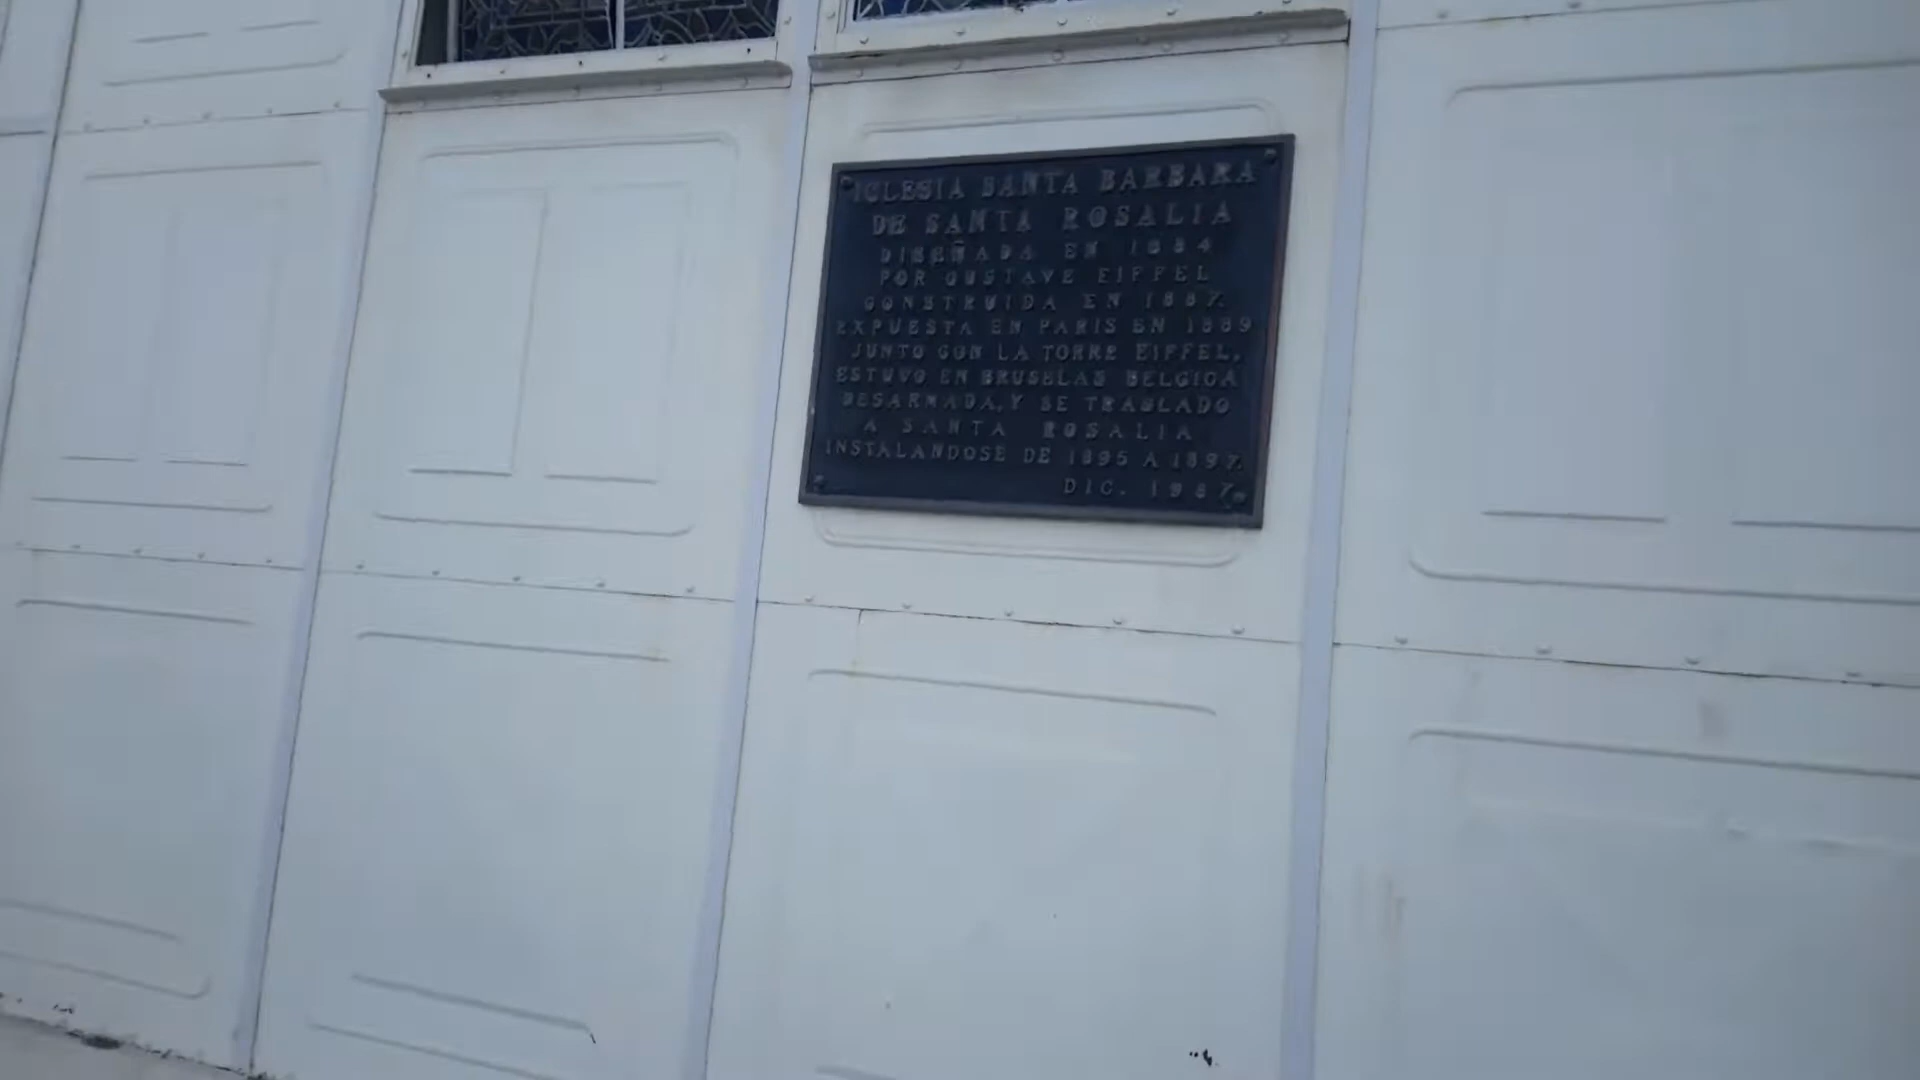 IGLESIA SANTA BARBARA
DE SANTA ROSALIA
DISEÑADA EN 1884
POR GUSTAVE EIFFEL
CONSTRUIDA EN 1887.
EXPUESTA EN PARIS EN 1889
JUNTO CON LA TORRE EIFFEL,
ESTUVO EN BRUSELAS BELGICA
DESARMADA, Y SE TRASLADO
A SANTA ROSALIA
INSTALANDOSE DE 1895 A 1897.
DIC. 1987